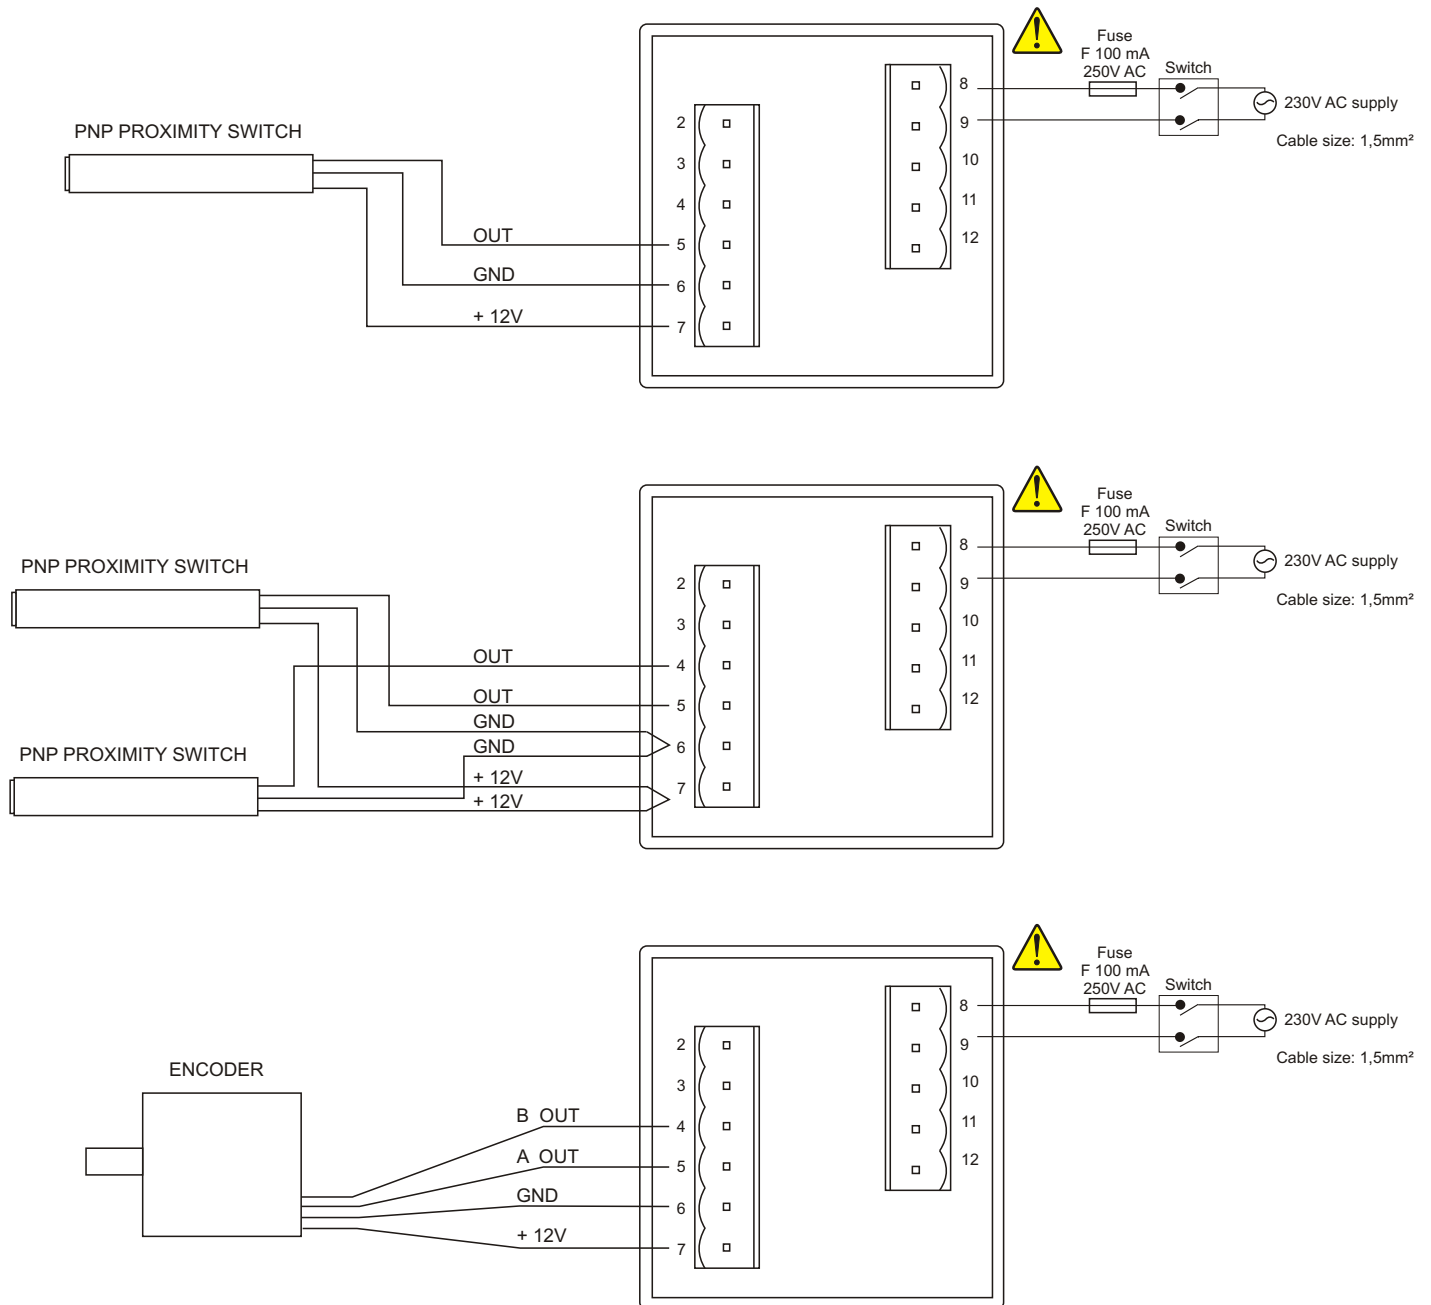 Fuse
F 100 mA
250V AC
Switch
8
230V AC supply
2
9
PNP PROXIMITY SWITCH
Cable size: 1,5mm²
3
10
4
11
OUT
5
12
GND
6
+ 12V
7
Fuse
F 100 mA
250V AC
Switch
8
230V AC supply
PNP PROXIMITY SWITCH
2
9
Cable size: 1,5mm²
3
10
OUT
4
11
OUT
5
12
GND
GND
6
PNP PROXIMITY SWITCH
+ 12V
7
+ 12V
Fuse
F 100 mA
250V AC
Switch
8
230V AC supply
2
9
Cable size: 1,5mm²
ENCODER
3
10
B OUT
4
11
A OUT
5
12
GND
6
+ 12V
7